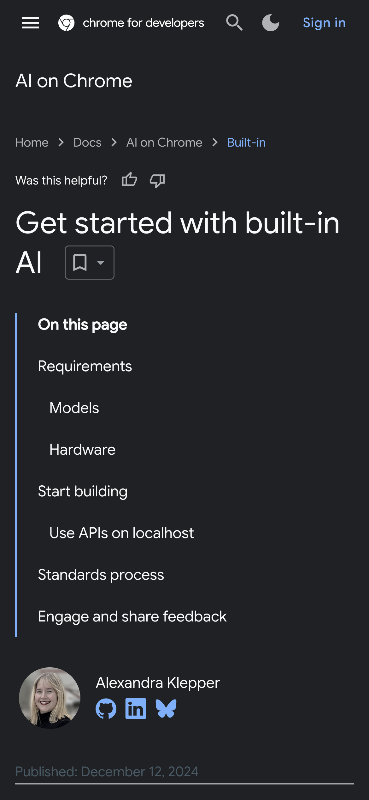 chrome for developers
Sign in
AI on Chrome
Home > Docs > AI on Chrome > Built-in
Was this helpful?
Get started with built-in
AI
On this page
Requirements
Models
Hardware
Start building
Use APIs on localhost
Standards process
Engage and share feedback
Alexandra Klepper
Published: December 12, 2024